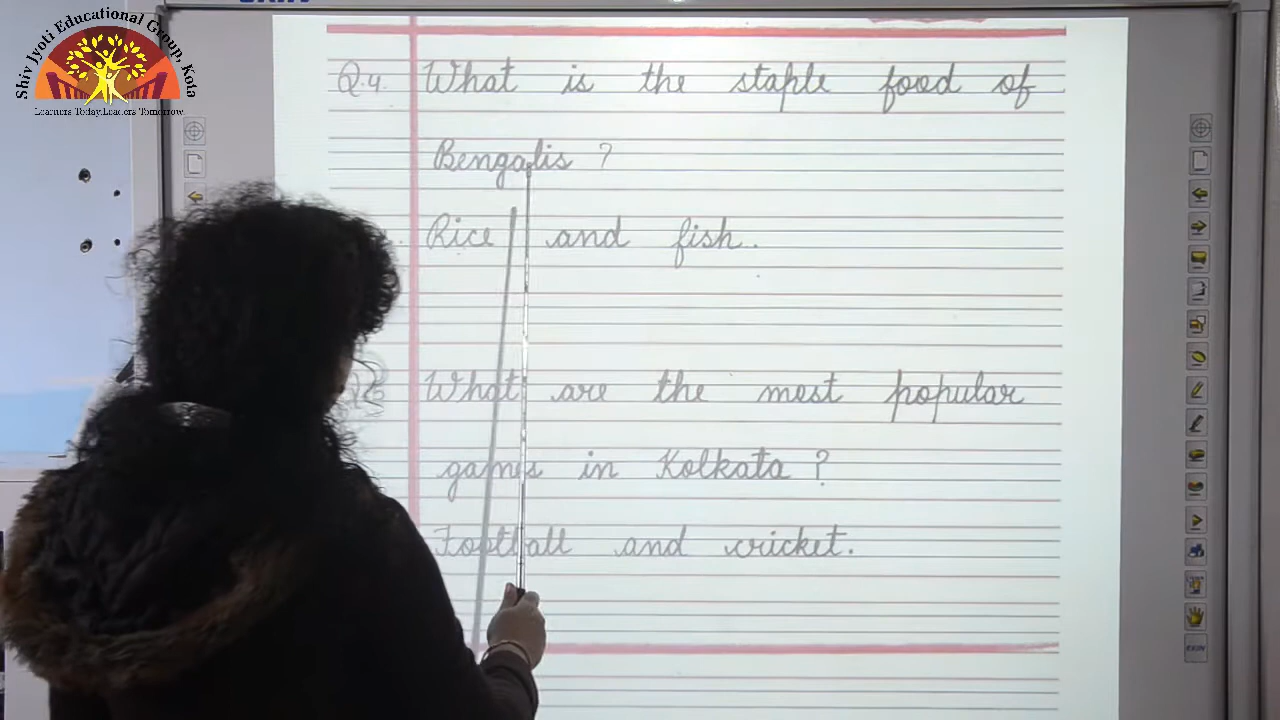 Shiv Jyoti Educational Group, Kota
Learners Today.Leaders Tomorrow
Q.4. What is the staple food of
Bengalis ?
Rice and fish.
What are the most popular
games in Kolkata ?
Football and cricket.